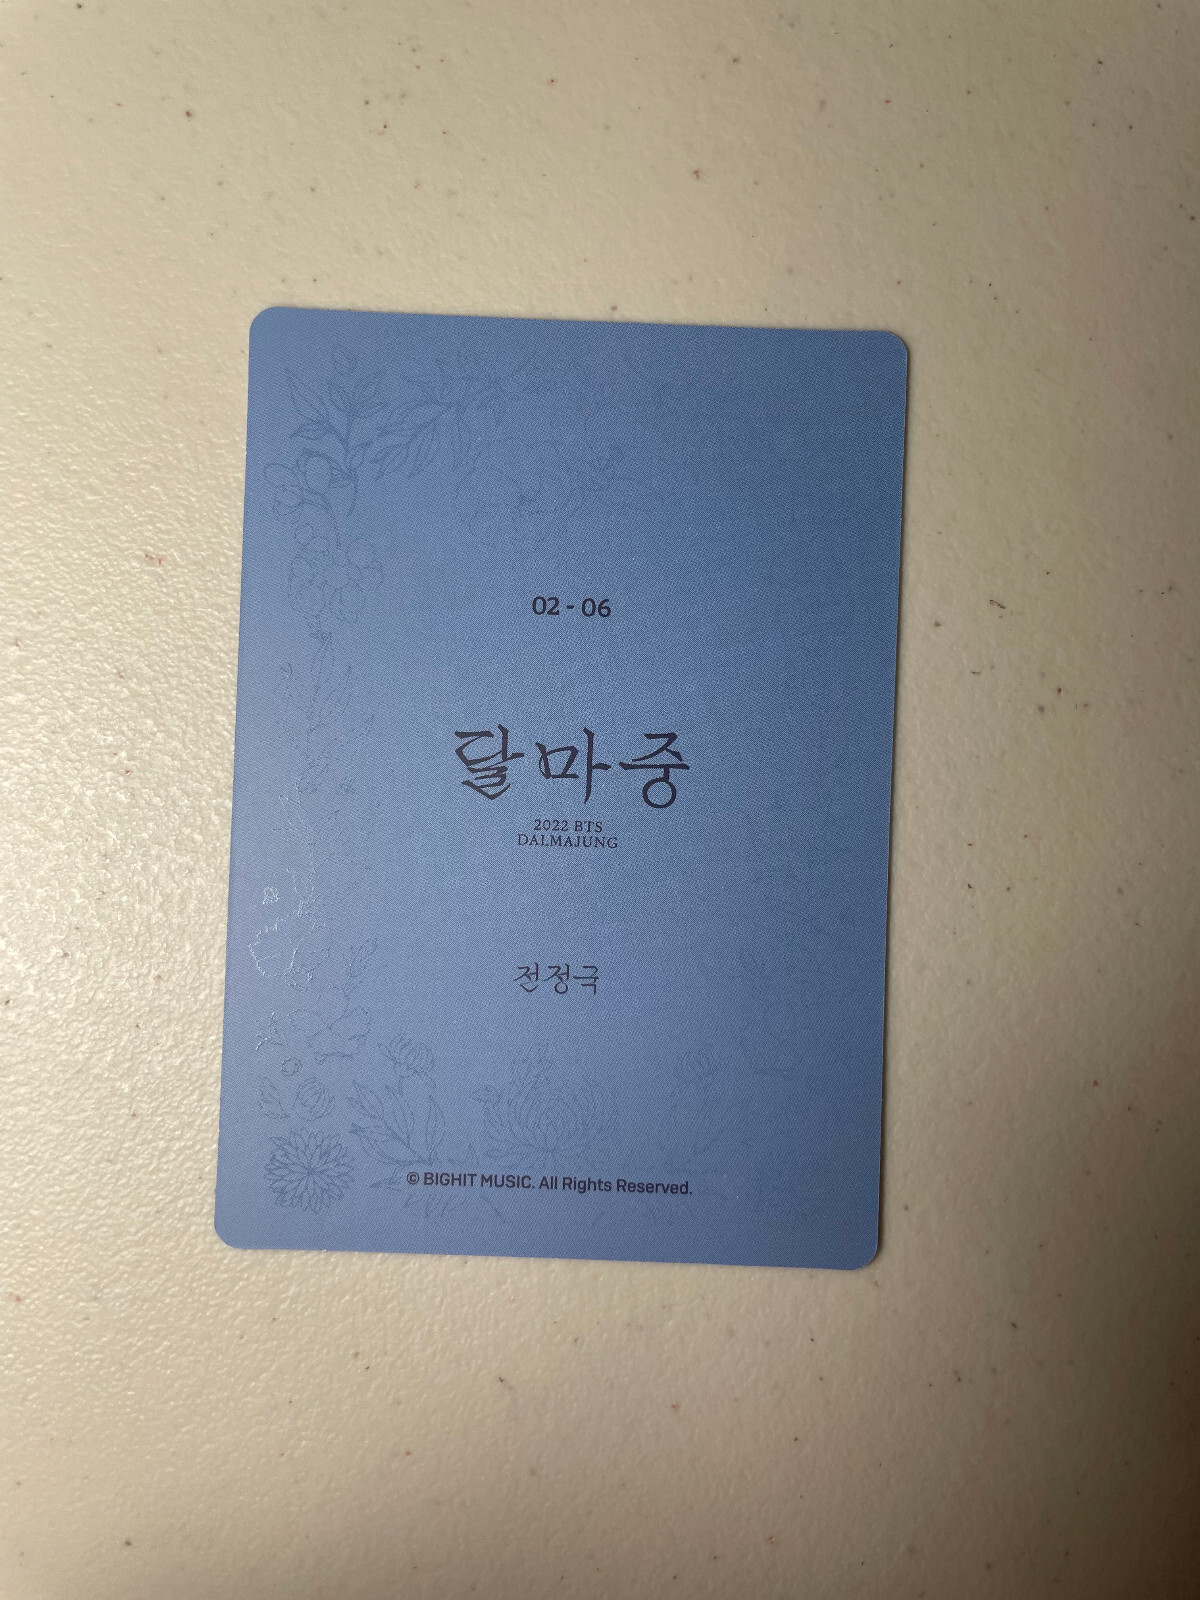 02 - 06
달마중
2022 BTS
DALMAJUNG
전정국
© BIGHIT MUSIC. All Rights Reserved.